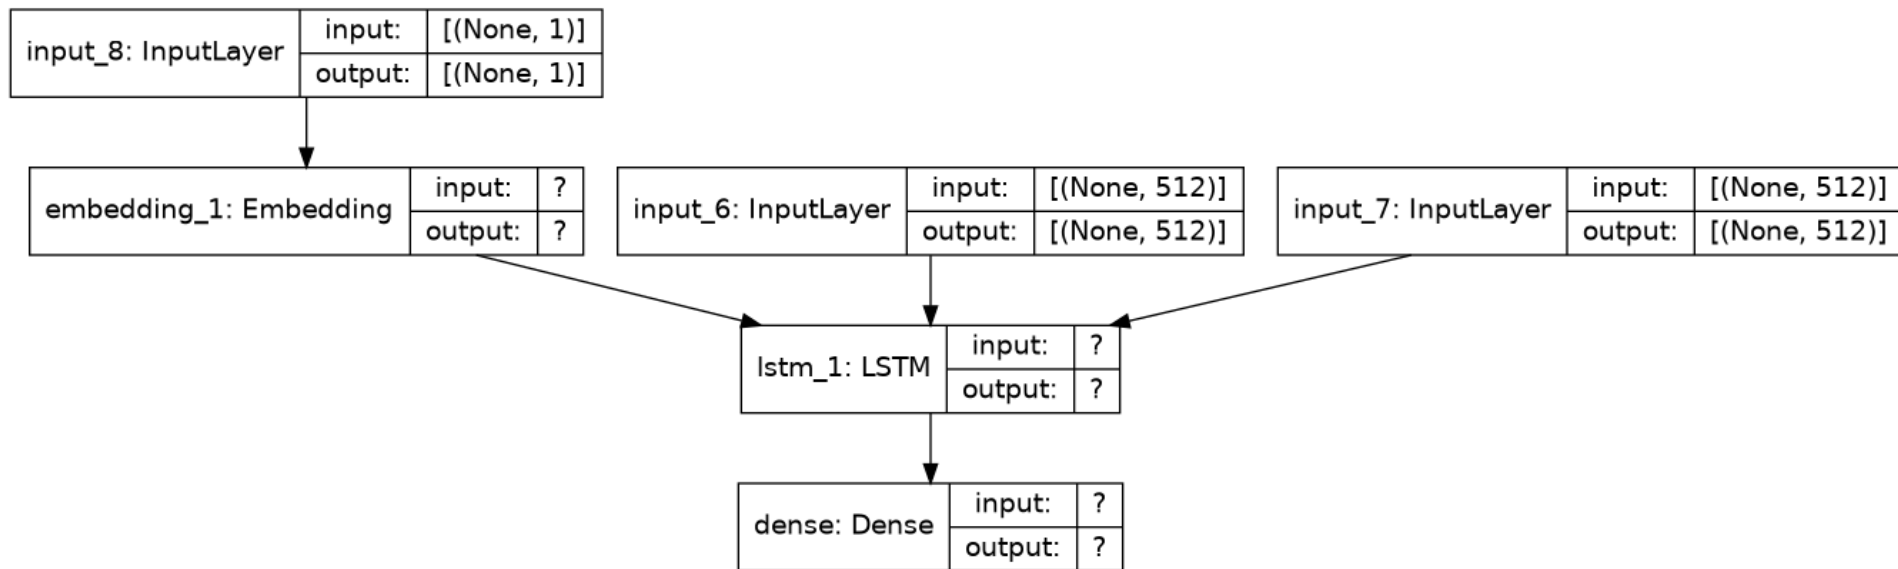 input_8: InputLayer
input: [(None, 1)]
output: [(None, 1)]
embedding_1: Embedding
input: ?
output: ?
input_6: InputLayer
input: [(None, 512)]
output: [(None, 512)]
input_7: InputLayer
input: [(None, 512)]
output: [(None, 512)]
lstm_1: LSTM
input: ?
output: ?
dense: Dense
input: ?
output: ?